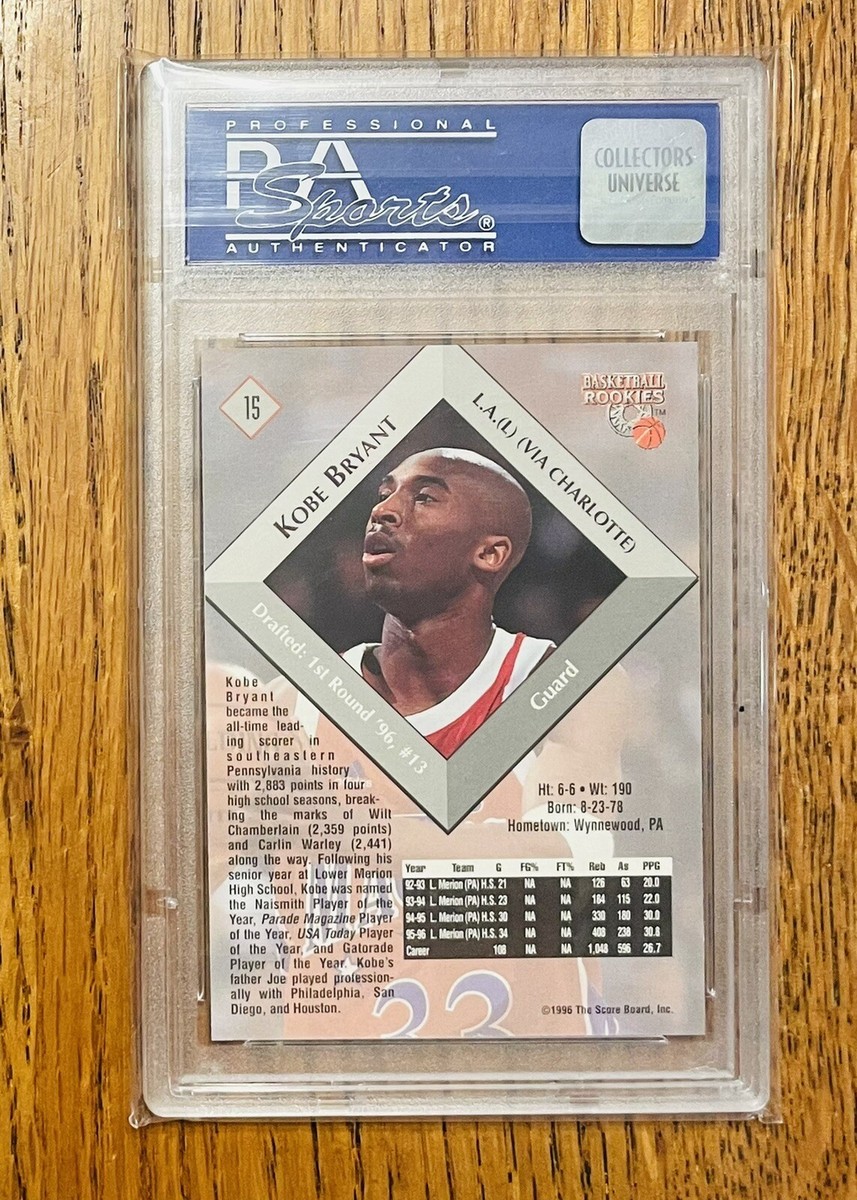 PROFESSIONAL
PSA
Sports®
AUTHENTICATOR
COLLECTORS
UNIVERSE
15
BASKETBALL
ROOKIES
TM
KOBE BRYANT
L.A.(L) (VIA CHARLOTTE)
Drafted: 1st Round '96, #13
Guard
Kobe
Bryant
became the
all-time lead-
ing scorer in
southeastern
Pennsylvania history
with 2,883 points in four
high school seasons, break-
ing the marks of Wilt
Chamberlain (2,359 points)
and Carlin Warley (2,441)
along the way. Following his
senior year at Lower Merion
High School, Kobe was named
the Naismith Player of the
Year, Parade Magazine Player
of the Year, USA Today Player
of the Year, and Gatorade
Player of the Year. Kobe's
father Joe played profession-
ally with Philadelphia, San
Diego, and Houston.
Ht: 6-6 • Wt: 190
Born: 8-23-78
Hometown: Wynnewood, PA
Year Team G FG% FT% Reb As PPG
92-93 L. Merion (PA) H.S. 21 NA NA 126 63 20.0
93-94 L. Merion (PA) H.S. 23 NA NA 184 115 22.0
94-95 L. Merion (PA) H.S. 30 NA NA 330 180 30.0
95-96 L. Merion (PA) H.S. 34 NA NA 408 238 30.8
Career 108 NA NA 1,048 596 26.7
33
©1996 The Score Board, Inc.